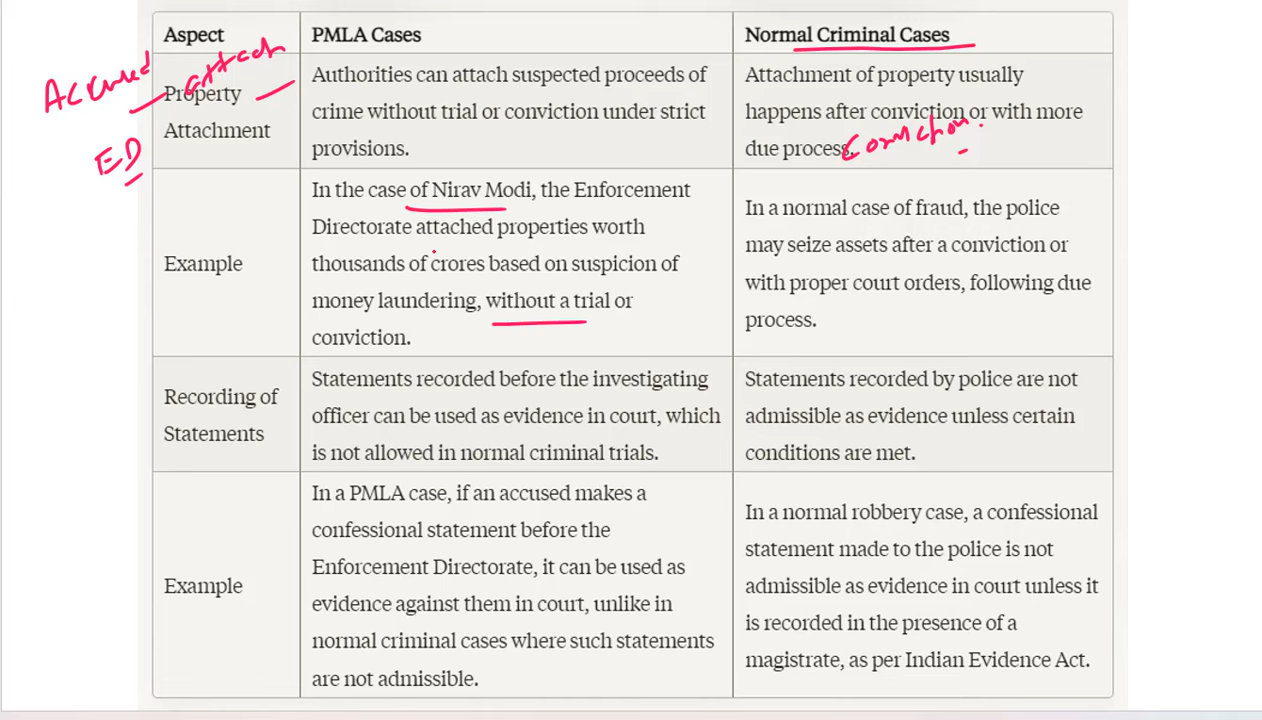 Aspect
PMLA Cases
Normal Criminal Cases
Accused attach
ED
Property
Attachment
Authorities can attach suspected proceeds of
crime without trial or conviction under strict
provisions.
Attachment of property usually
happens after conviction or with more
due process.
Conviction.
Example
In the case of Nirav Modi, the Enforcement
Directorate attached properties worth
thousands of crores based on suspicion of
money laundering, without a trial or
conviction.
In a normal case of fraud, the police
may seize assets after a conviction or
with proper court orders, following due
process.
Recording of
Statements
Statements recorded before the investigating
officer can be used as evidence in court, which
is not allowed in normal criminal trials.
Statements recorded by police are not
admissible as evidence unless certain
conditions are met.
Example
In a PMLA case, if an accused makes a
confessional statement before the
Enforcement Directorate, it can be used as
evidence against them in court, unlike in
normal criminal cases where such statements
are not admissible.
In a normal robbery case, a confessional
statement made to the police is not
admissible as evidence in court unless it
is recorded in the presence of a
magistrate, as per Indian Evidence Act.